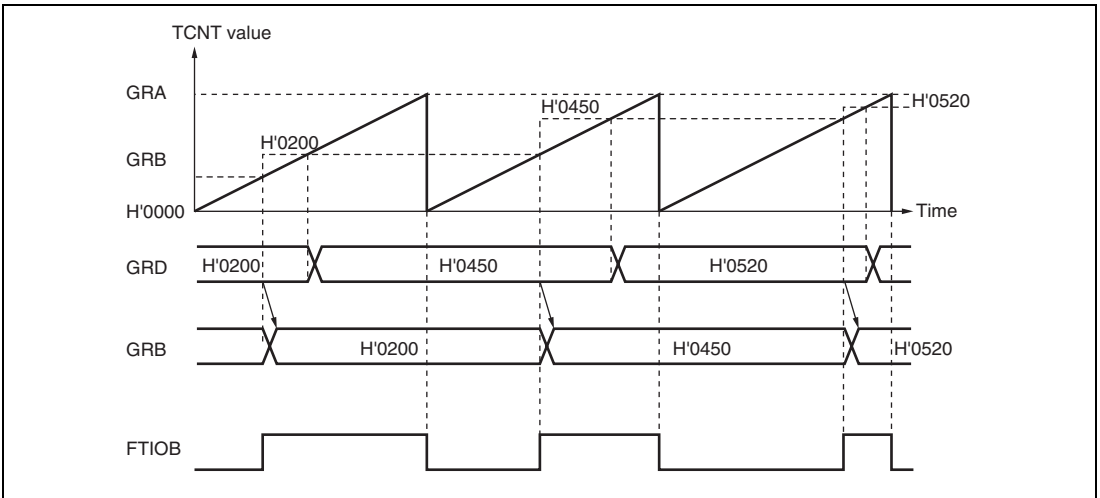 TCNT value
GRA
H'0450
H'0520
H'0200
GRB
H'0000
Time
GRD
H'0200
H'0450
H'0520
GRB
H'0200
H'0450
H'0520
FTIOB